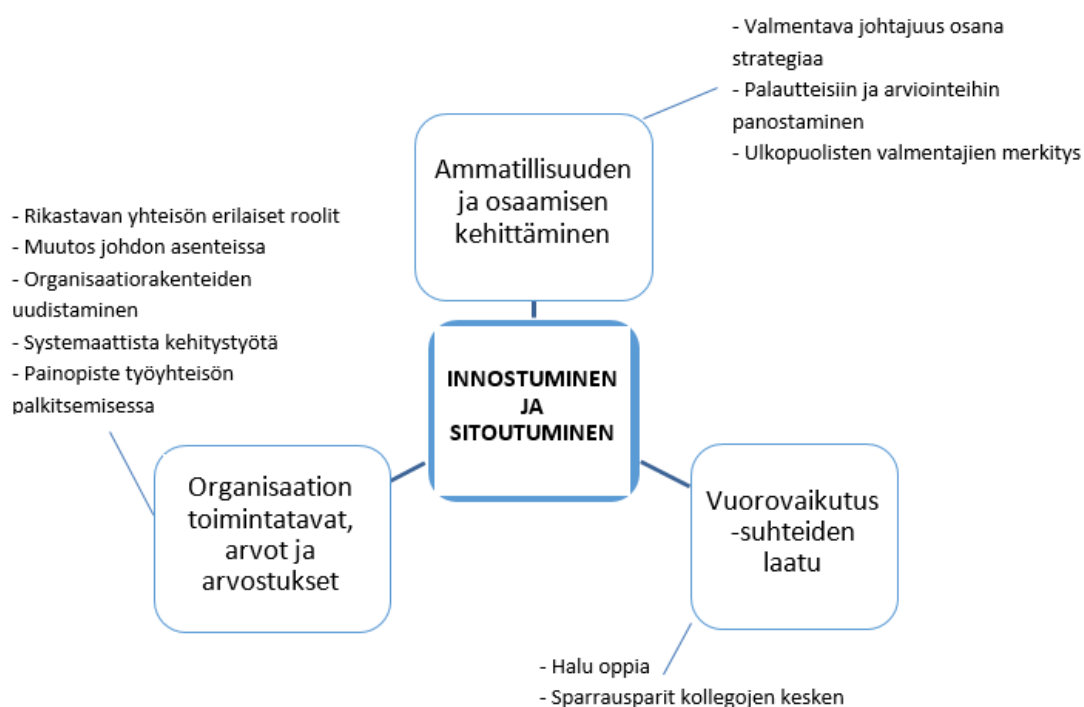 - Valmentava johtajuus osana
strategiaa
- Palautteisiin ja arviointeihin
panostaminen
- Ulkopuolisten valmentajien merkitys
Ammatillisuuden
ja osaamisen
kehittäminen
- Rikastavan yhteisön erilaiset roolit
- Muutos johdon asenteissa
- Organisaatiorakenteiden
uudistaminen
- Systemaattista kehitystyötä
- Painopiste työyhteisön
palkitsemisessa
INNOSTUMINEN
JA
SITOUTUMINEN
Organisaation
toimintatavat,
arvot ja
arvostukset
Vuorovaikutus
-suhteiden
laatu
- Halu oppia
- Sparrausparit kollegojen kesken